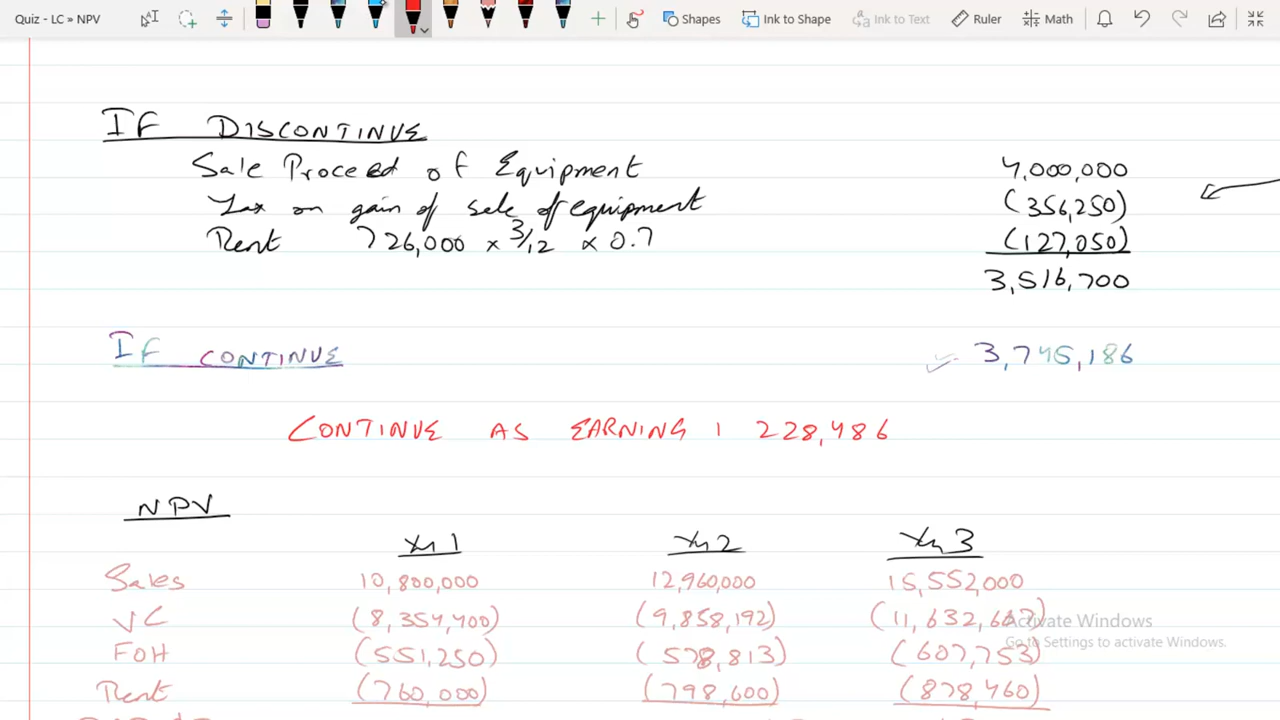 Quiz - LC » NPV
Shapes Ink to Shape Ink to Text Ruler Math
IF DISCONTINUE
Sale Proceed of Equipment 4,000,000
Tax on gain of sale of equipment (356,250)
Rent 726,000 × 3/12 × 0.7 (127,050)
3,516,700
IF CONTINUE 3,745,186
CONTINUE AS EARNING : 228,486
NPV
Yr 1 Yr 2 Yr 3
Sales 10,800,000 12,960,000 15,552,000
VC (8,354,400) (9,858,192) (11,632,667)
FOH (551,250) (578,813) (607,753)
Rent (760,000) (798,600) (878,460)
Activate Windows
Go to Settings to activate Windows.